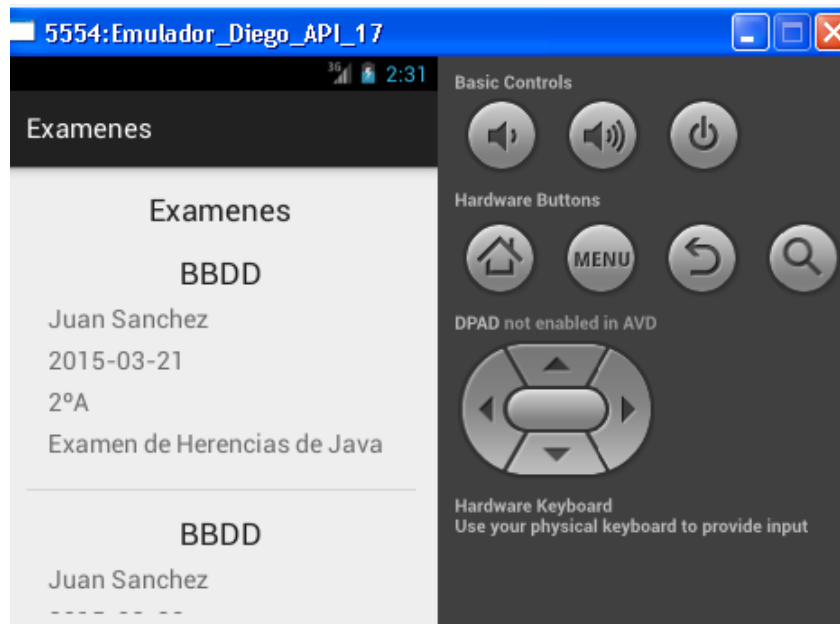 5554:Emulador_Diego_API_17
3G 2:31
Examenes
Examenes
BBDD
Juan Sanchez
2015-03-21
2ºA
Examen de Herencias de Java
BBDD
Juan Sanchez
Basic Controls
Hardware Buttons
MENU
DPAD not enabled in AVD
Hardware Keyboard
Use your physical keyboard to provide input